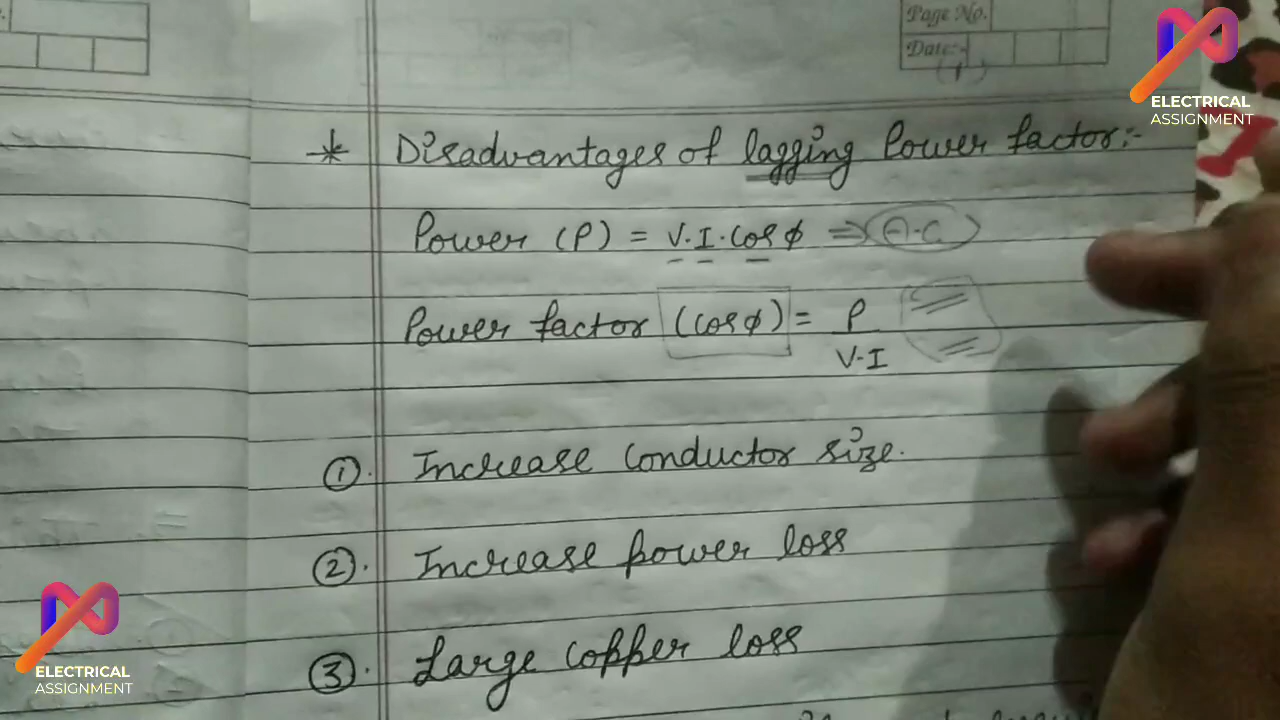 Page No.
Date:-
ELECTRICAL
ASSIGNMENT
* Disadvantages of lagging Power factor:-
Power (P) = V.I.Cosϕ ⇒ A.C
Power factor (Cosϕ) = P
V.I
①. Increase conductor size.
②. Increase power loss
③. Large copper loss
ELECTRICAL
ASSIGNMENT